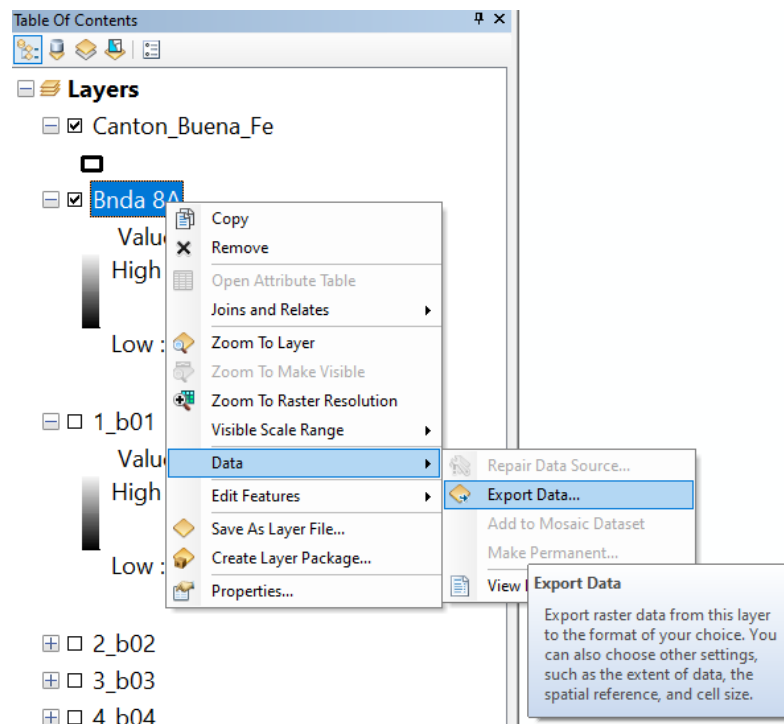 Table Of Contents
Layers
Canton_Buena_Fe
Bnda 8A
Valu
High
Low :
1_b01
Valu
High
Low :
2_b02
3_b03
4_b04
Copy
Remove
Open Attribute Table
Joins and Relates
Zoom To Layer
Zoom To Make Visible
Zoom To Raster Resolution
Visible Scale Range
Data
Edit Features
Save As Layer File...
Create Layer Package...
Properties...
Repair Data Source...
Export Data...
Add to Mosaic Dataset
Make Permanent...
View
Export Data
Export raster data from this layer
to the format of your choice. You
can also choose other settings,
such as the extent of data, the
spatial reference, and cell size.